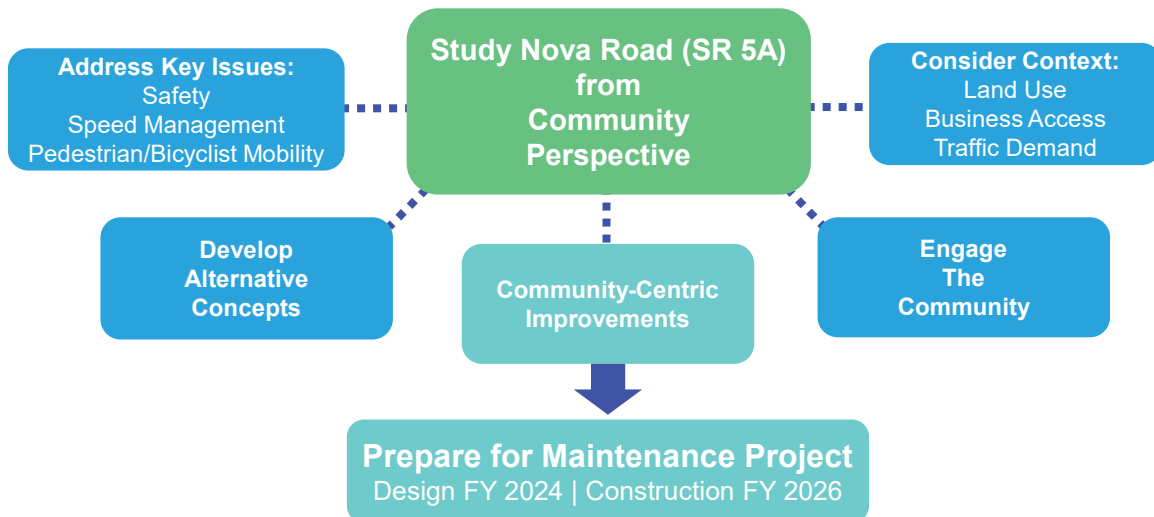 Address Key Issues:
Safety
Speed Management
Pedestrian/Bicyclist Mobility
Study Nova Road (SR 5A)
from
Community
Perspective
Consider Context:
Land Use
Business Access
Traffic Demand
Develop
Alternative
Concepts
Community-Centric
Improvements
Engage
The
Community
Prepare for Maintenance Project
Design FY 2024 | Construction FY 2026